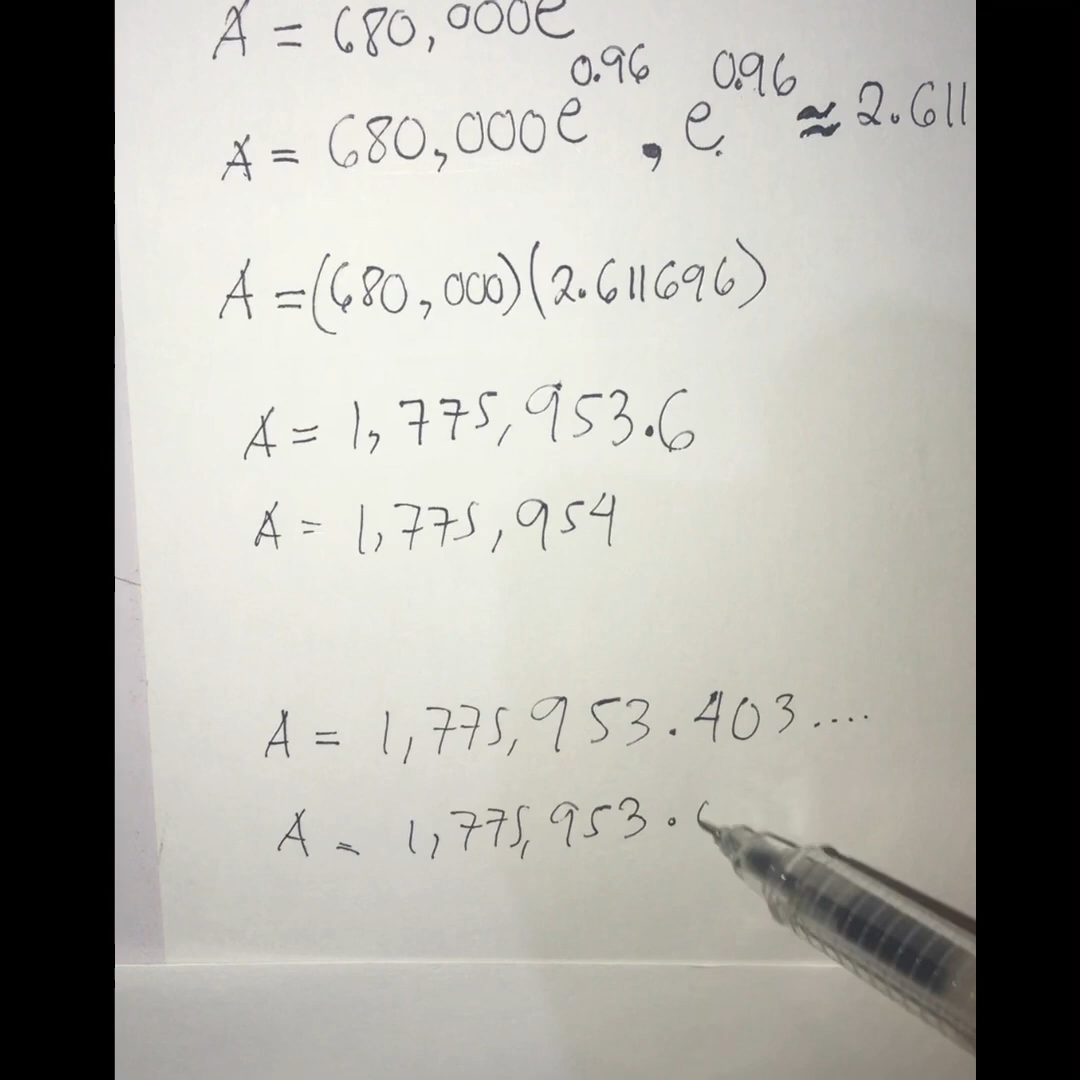 A = 680,000e
A = 680,000e^0.96 , e^0.96 ≈ 2.611
A = (680,000)(2.611696)
A = 1,775,953.6
A = 1,775,954
A = 1,775,953.403....
A = 1,775,953.